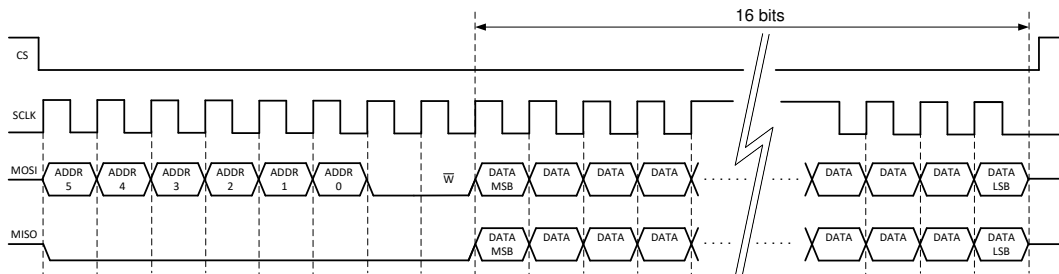 16 bits
CS
SCLK
MOSI ADDR 5 ADDR 4 ADDR 3 ADDR 2 ADDR 1 ADDR 0 W̅ DATA MSB DATA DATA DATA DATA DATA DATA DATA LSB
MISO DATA MSB DATA DATA DATA DATA DATA DATA DATA LSB